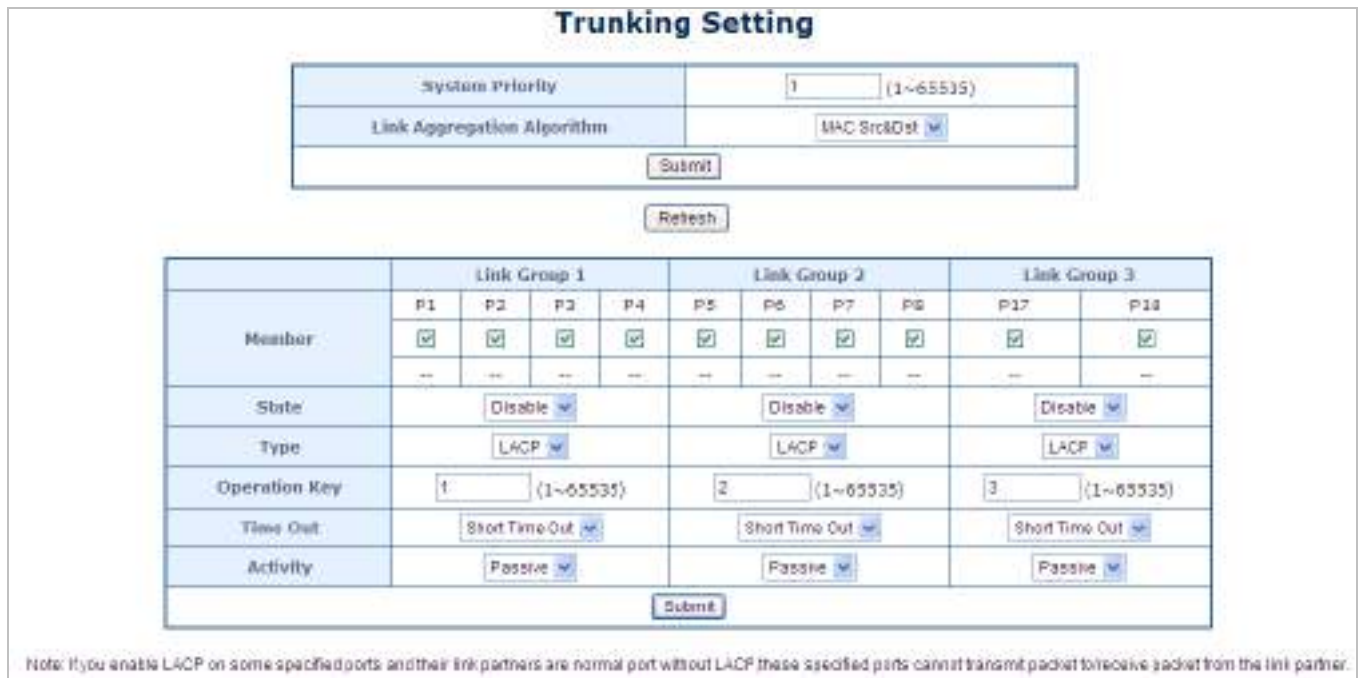 Trunking Setting
System Priority 1 (1~65535)
Link Aggregation Algorithm MAC Src&Dst
Submit
Refresh
Link Group 1 Link Group 2 Link Group 3
P1 P2 P3 P4 P5 P6 P7 P8 P17 P18
Member
-- -- -- -- -- -- -- -- -- --
State Disable Disable Disable
Type LACP LACP LACP
Operation Key 1 (1~65535) 2 (1~65535) 3 (1~65535)
Time Out Short Time Out Short Time Out Short Time Out
Activity Passive Passive Passive
Submit
Note: If you enable LACP on some specified ports and their link partners are normal port without LACP, these specified ports cannot transmit packet to/receive packet from the link partner.